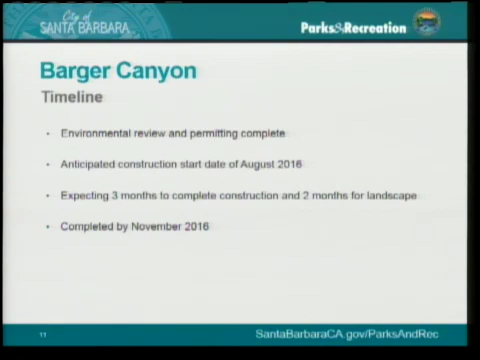 City of
SANTA BARBARA
Parks&Recreation
Barger Canyon
Timeline
• Environmental review and permitting complete
• Anticipated construction start date of August 2016
• Expecting 3 months to complete construction and 2 months for landscape
• Completed by November 2016
11
SantaBarbaraCA.gov/ParksAndRec